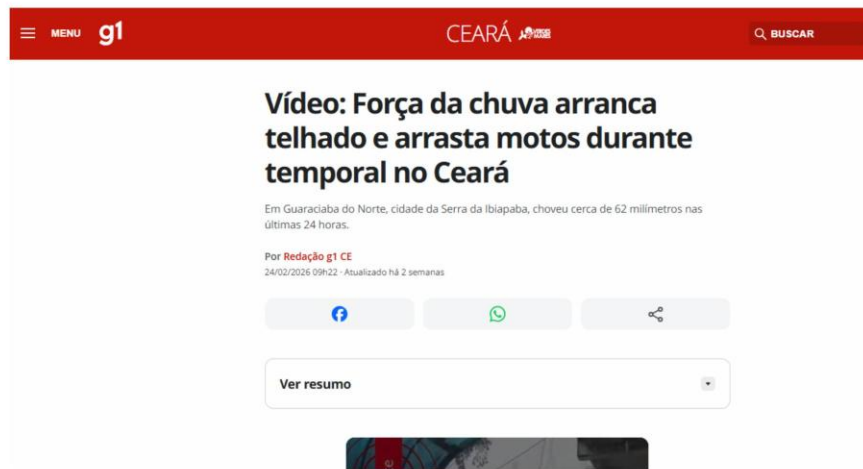 MENU g1 CEARÁ BUSCAR
Vídeo: Força da chuva arranca
telhado e arrasta motos durante
temporal no Ceará
Em Guaraciaba do Norte, cidade da Serra da Ibiapaba, choveu cerca de 62 milímetros nas
últimas 24 horas.
Por Redação g1 CE
24/02/2026 09h22 · Atualizado há 2 semanas
Ver resumo